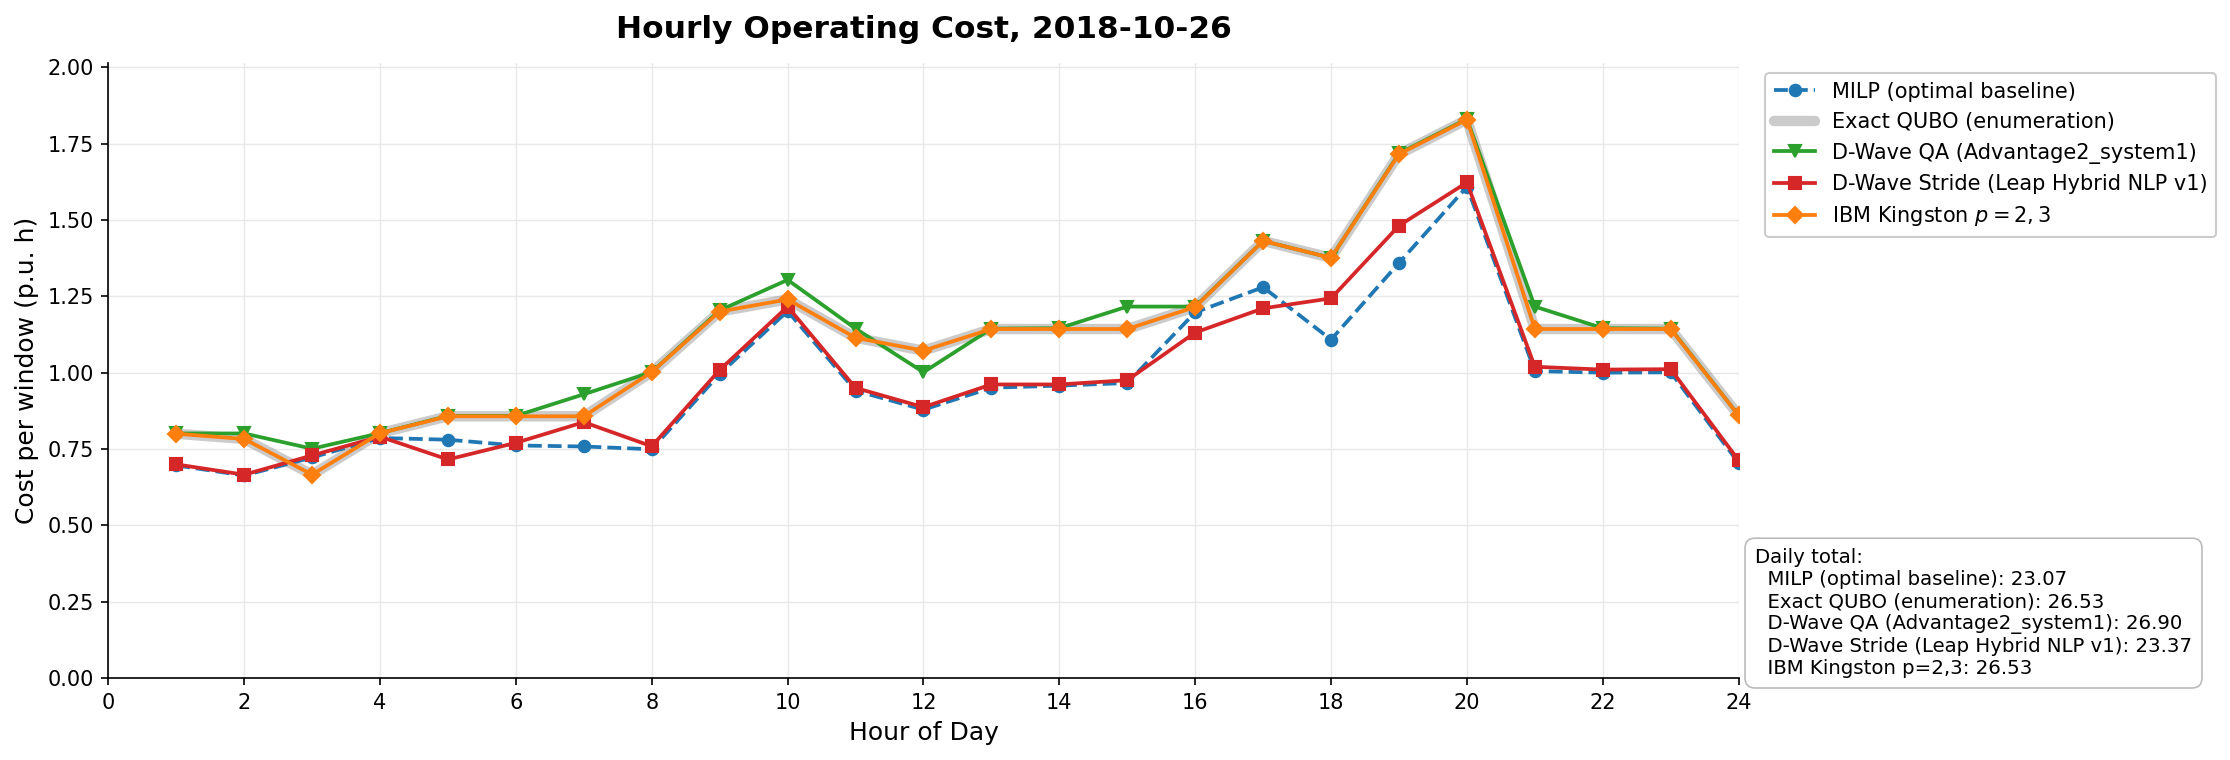 Hourly Operating Cost, 2018-10-26
Cost per window (p.u. h)
2.00
1.75
1.50
1.25
1.00
0.75
0.50
0.25
0.00
0 2 4 6 8 10 12 14 16 18 20 22 24
Hour of Day
MILP (optimal baseline)
Exact QUBO (enumeration)
D-Wave QA (Advantage2_system1)
D-Wave Stride (Leap Hybrid NLP v1)
IBM Kingston p = 2, 3
Daily total:
MILP (optimal baseline): 23.07
Exact QUBO (enumeration): 26.53
D-Wave QA (Advantage2_system1): 26.90
D-Wave Stride (Leap Hybrid NLP v1): 23.37
IBM Kingston p=2,3: 26.53